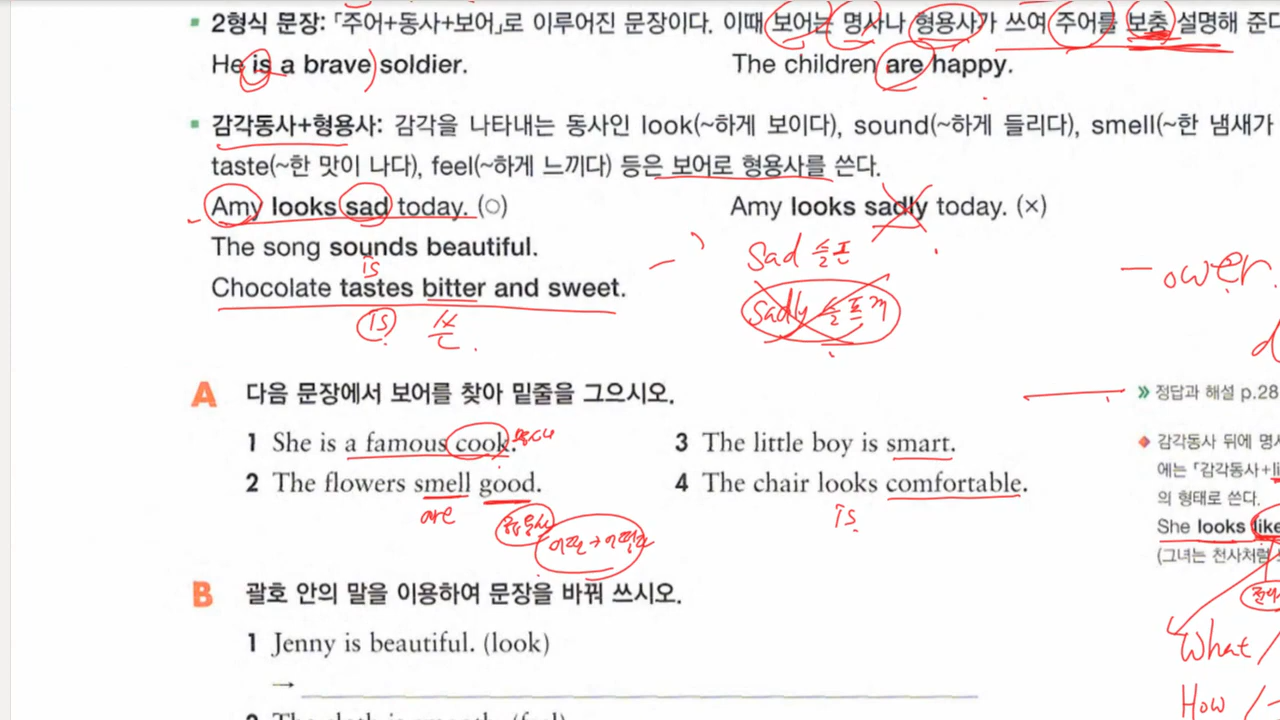 ▪ 2형식 문장: 「주어+동사+보어」로 이루어진 문장이다. 이때 보어는 명사나 형용사가 쓰여 주어를 보충 설명해 준다
He is a brave soldier. The children are happy.
▪ 감각동사+형용사: 감각을 나타내는 동사인 look(~하게 보이다), sound(~하게 들리다), smell(~한 냄새가
taste(~한 맛이 나다), feel(~하게 느끼다) 등은 보어로 형용사를 쓴다.
Amy looks sad today. (○) Amy looks sadly today. (×)
The song sounds beautiful.
is
sad 슬픈
Chocolate tastes bitter and sweet.
is 쓴
sadly 슬프게
ower.
A 다음 문장에서 보어를 찾아 밑줄을 그으시오.
» 정답과 해설 p.28
1 She is a famous cook. 명사
2 The flowers smell good.
are 형용사
3 The little boy is smart.
4 The chair looks comfortable.
is
◆ 감각동사 뒤에 명
에는 「감각동사+li
의 형태로 쓴다.
She looks like
(그녀는 천사처럼
What /
How /
B 괄호 안의 말을 이용하여 문장을 바꿔 쓰시오.
1 Jenny is beautiful. (look)
→
2 The cloth is smooth. (feel)